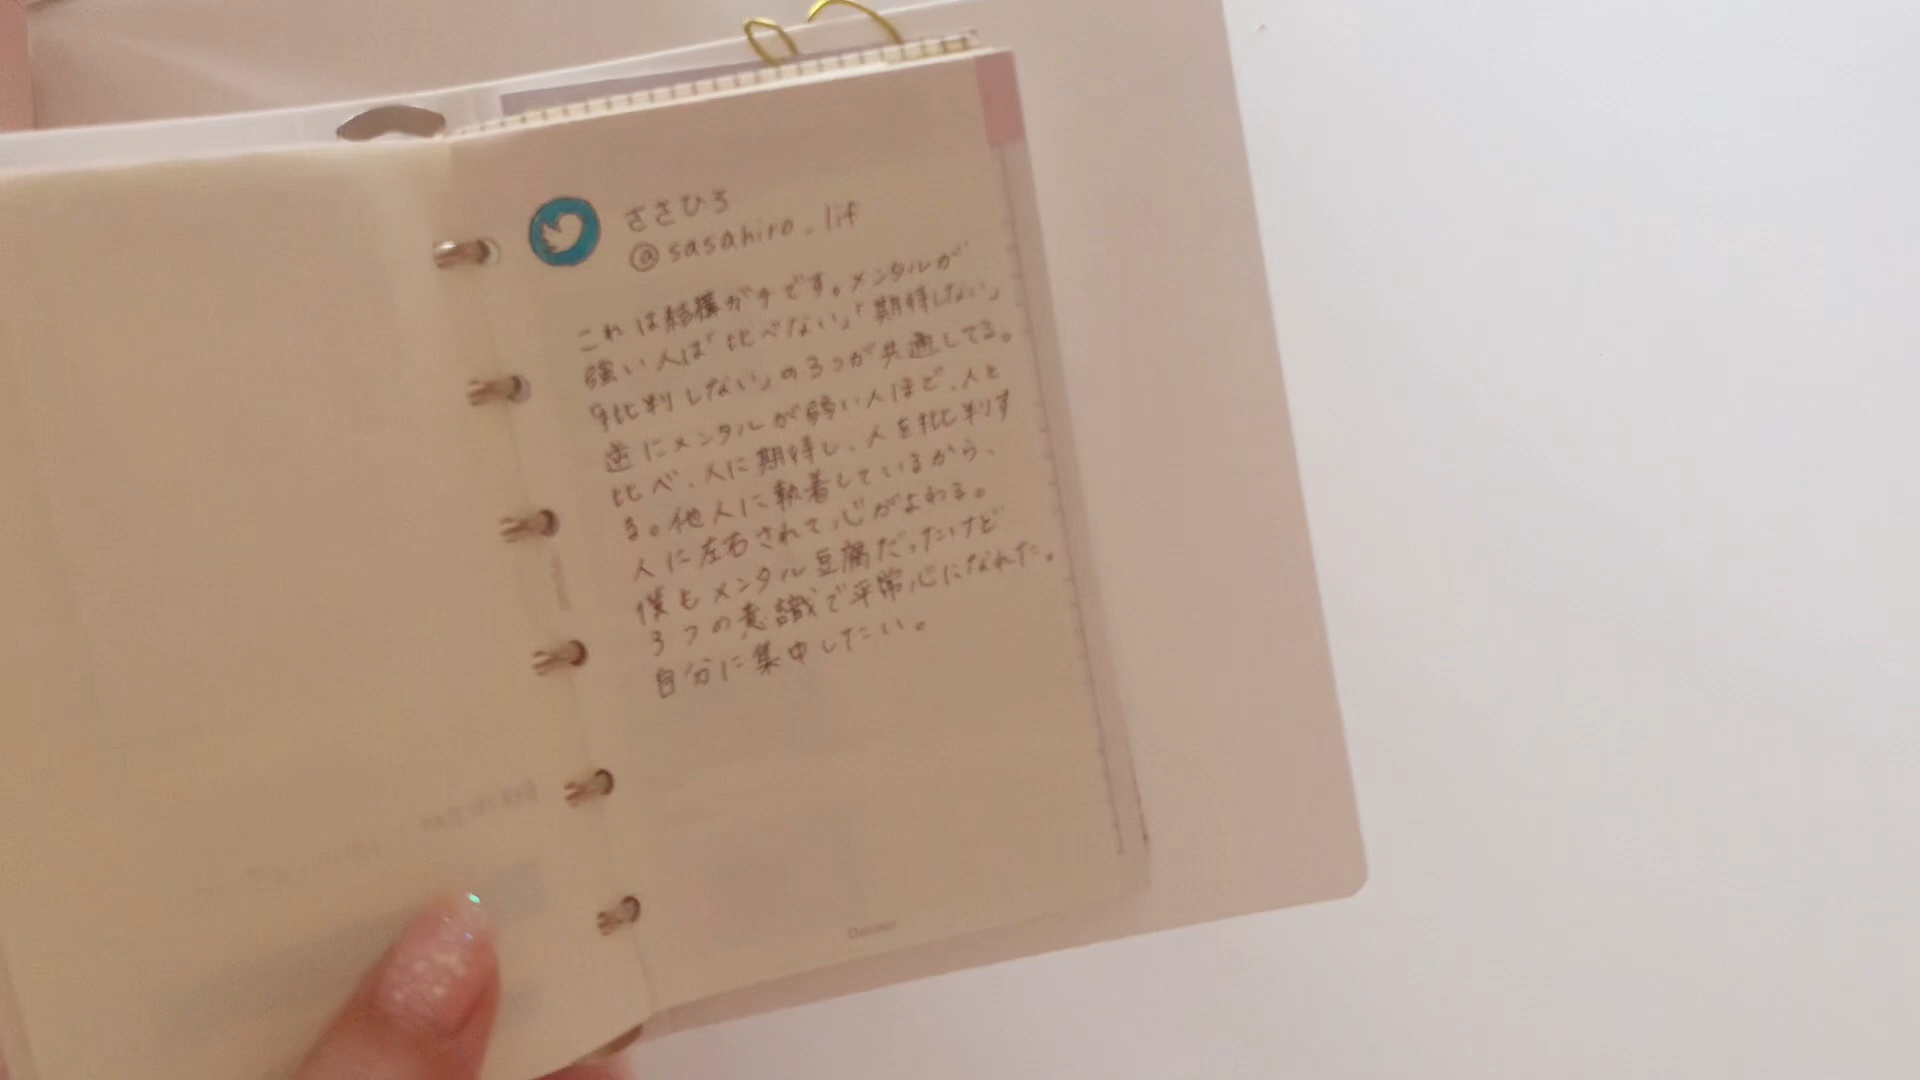 ささひろ
@sasahiro_lif
これは結構ガチです。メンタルが
強い人は「比べない」「期待しない」
「批判しない」の3つが共通してる。
逆にメンタルが弱い人ほど、人と
比べ、人に期待し、人を批判す
る。他人に執着しているから、
人に左右されて心がよわる。
僕もメンタル豆腐だったけど
3つの意識で平常心になれた。
自分に集中したい。